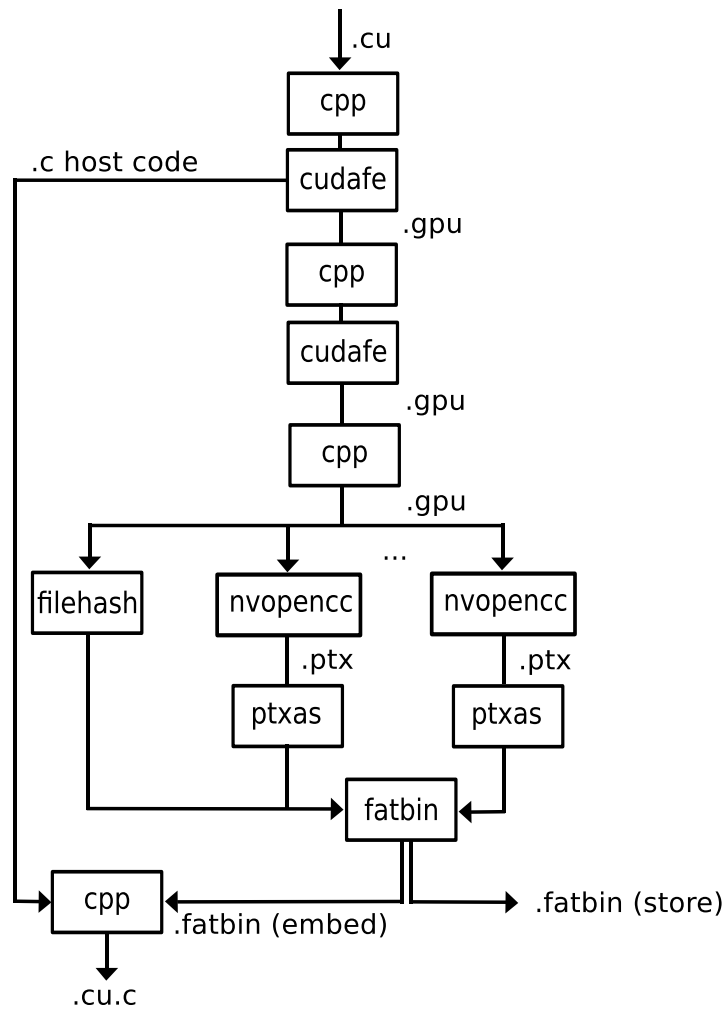 .cu
cpp
.c host code
cudafe
.gpu
cpp
cudafe
.gpu
cpp
.gpu
...
filehash
nvopencc
nvopencc
.ptx
.ptx
ptxas
ptxas
fatbin
cpp
.fatbin (embed)
.fatbin (store)
.cu.c